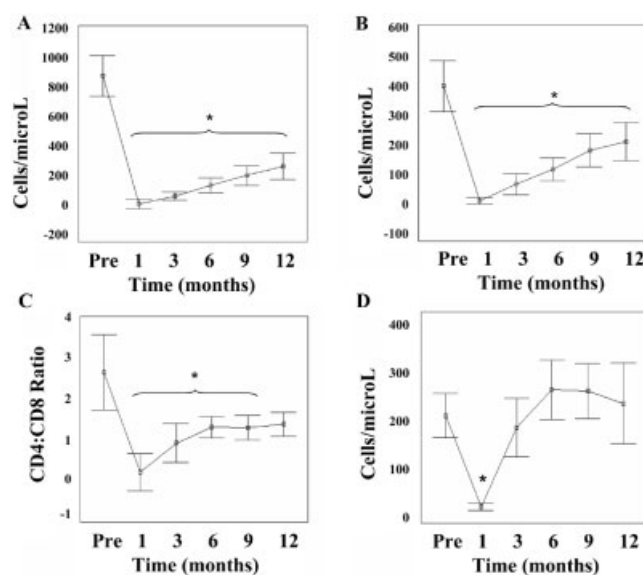 A
1200
1000
800
600
400
200
0
-200
Cells/microL
*
Pre 1 3 6 9 12
Time (months)
B
600
500
400
300
200
100
0
-100
Cells/microL
*
Pre 1 3 6 9 12
Time (months)
C
4
3
2
1
0
-1
CD4:CD8 Ratio
*
Pre 1 3 6 9 12
Time (months)
D
400
300
200
100
0
Cells/microL
*
Pre 1 3 6 9 12
Time (months)